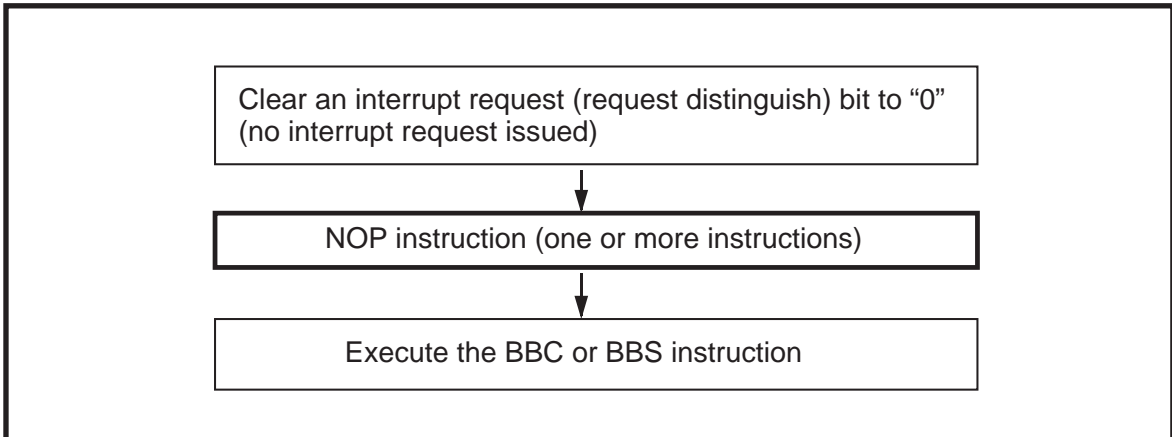 Clear an interrupt request (request distinguish) bit to “0”
(no interrupt request issued)
NOP instruction (one or more instructions)
Execute the BBC or BBS instruction